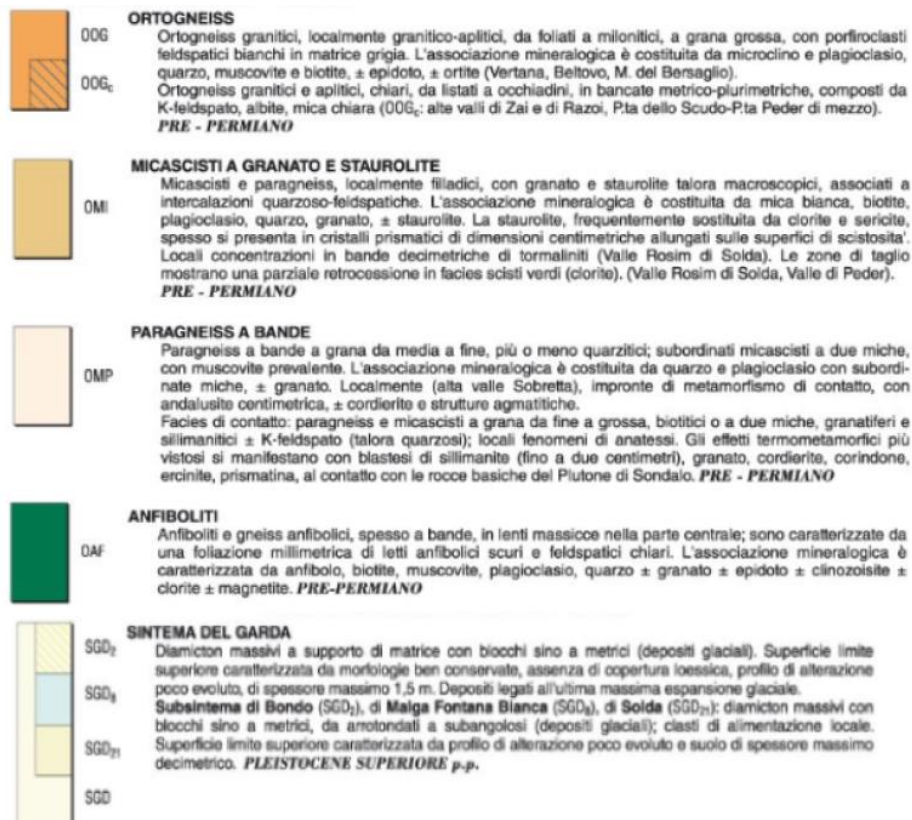 ORTOGNEISS
OOG
Ortogneiss granitici, localmente granitico-aplitici, da foliati a milonitici, a grana grossa, con porfiroclasti
feldspatici bianchi in matrice grigia. L'associazione mineralogica è costituita da microclino e plagioclasio,
quarzo, muscovite e biotite, ± epidoto, ± ortite (Vertana, Beltovo, M. del Bersaglio).
OOGc
Ortogneiss granitici e aplitici, chiari, da listati a occhiadini, in bancate metrico-plurimetriche, composti da
K-feldspato, albite, mica chiara (OOGc: alte valli di Zai e di Razoi, P.ta dello Scudo-P.ta Peder di mezzo).
PRE - PERMIANO
MICASCISTI A GRANATO E STAUROLITE
OMI
Micascisti e paragneiss, localmente filladici, con granato e staurolite talora macroscopici, associati a
intercalazioni quarzoso-feldspatiche. L'associazione mineralogica è costituita da mica bianca, biotite,
plagioclasio, quarzo, granato, ± staurolite. La staurolite, frequentemente sostituita da clorite e sericite,
spesso si presenta in cristalli prismatici di dimensioni centimetriche allungati sulle superfici di scistosita'.
Locali concentrazioni in bande decimetriche di tormaliniti (Valle Rosim di Solda). Le zone di taglio
mostrano una parziale retrocessione in facies scisti verdi (clorite). (Valle Rosim di Solda, Valle di Peder).
PRE - PERMIANO
PARAGNEISS A BANDE
OMP
Paragneiss a bande a grana da media a fine, più o meno quarzitici; subordinati micascisti a due miche,
con muscovite prevalente. L'associazione mineralogica è costituita da quarzo e plagioclasio con subordi-
nate miche, ± granato. Localmente (alta valle Sobretta), impronte di metamorfismo di contatto, con
andalusite centimetrica, ± cordierite e strutture agmatitiche.
Facies di contatto: paragneiss e micascisti a grana da fine a grossa, biotitici o a due miche, granatiferi e
sillimanitici ± K-feldspato (talora quarzosi); locali fenomeni di anatessi. Gli effetti termometamorfici più
vistosi si manifestano con blastesi di sillimanite (fino a due centimetri), granato, cordierite, corindone,
ercinite, prismatina, al contatto con le rocce basiche del Plutone di Sondalo. PRE - PERMIANO
ANFIBOLITI
OAF
Anfiboliti e gneiss anfibolici, spesso a bande, in lenti massicce nella parte centrale; sono caratterizzate da
una foliazione millimetrica di letti anfibolici scuri e feldspatici chiari. L'associazione mineralogica è
caratterizzata da anfibolo, biotite, muscovite, plagioclasio, quarzo ± granato ± epidoto ± clinozoisite ±
clorite ± magnetite. PRE-PERMIANO
SINTEMA DEL GARDA
SGD2
Diamicton massivi a supporto di matrice con blocchi sino a metrici (depositi glaciali). Superficie limite
superiore caratterizzata da morfologie ben conservate, assenza di copertura loessica, profilo di alterazione
poco evoluto, di spessore massimo 1,5 m. Depositi legati all'ultima massima espansione glaciale.
SGD8
Subsintema di Bondo (SGD2), di Malga Fontana Bianca (SGD8), di Solda (SGD21): diamicton massivi con
blocchi sino a metrici, da arrotondati a subangolosi (depositi glaciali); clasti di alimentazione locale.
SGD21
Superficie limite superiore caratterizzata da profilo di alterazione poco evoluto e suolo di spessore massimo
decimetrico. PLEISTOCENE SUPERIORE p.p.
SGD